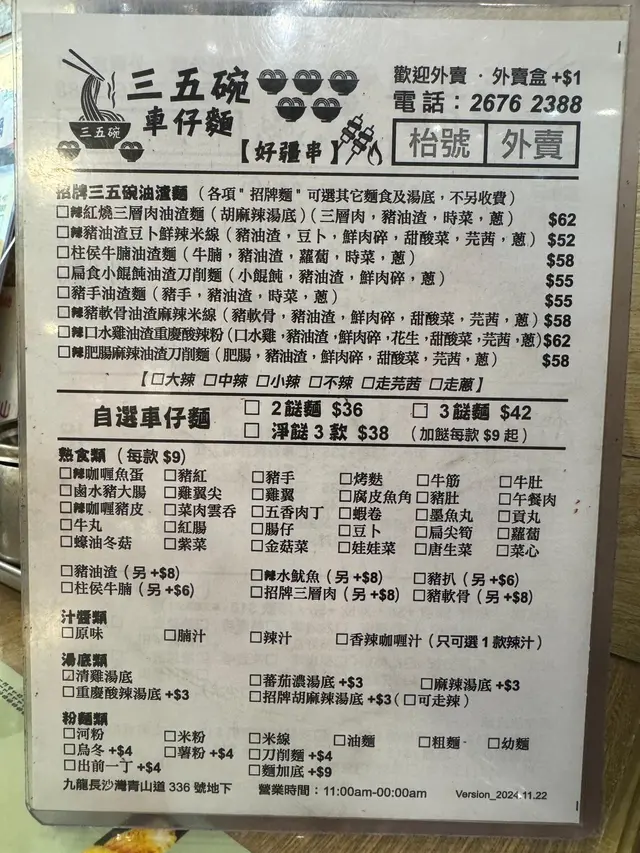 三五碗
車仔麵
三五碗
【好疆串】
歡迎外賣・外賣盒 +$1
電話：2676 2388
枱號 外賣
招牌三五碗油渣麵（各項"招牌麵"可選其它麵食及湯底，不另收費）
☐辣紅燒三層肉油渣麵（胡麻辣湯底）（三層肉，豬油渣，時菜，蔥） $62
☐辣豬油渣豆卜鮮辣米線（豬油渣，豆卜，鮮肉碎，甜酸菜，芫茜，蔥） $52
☐柱侯牛腩油渣麵（牛腩，豬油渣，蘿蔔，時菜，蔥） $58
☐扁食小餛飩油渣刀削麵（小餛飩，豬油渣，鮮肉碎，蔥） $55
☐豬手油渣麵（豬手，豬油渣，時菜，蔥） $55
☐辣豬軟骨油渣麻辣米線（豬軟骨，豬油渣，鮮肉碎，甜酸菜，芫茜，蔥） $58
☐辣口水雞油渣重慶酸辣粉（口水雞，豬油渣，鮮肉碎，花生，甜酸菜，芫茜，蔥） $62
☐辣肥腸麻辣油渣刀削麵（肥腸，豬油渣，鮮肉碎，甜酸菜，芫茜，蔥） $58
【☐大辣 ☐中辣 ☐小辣 ☐不辣 ☐走芫茜 ☐走蔥】
自選車仔麵 ☐ 2餸麵 $36 ☐ 3餸麵 $42
☐ 淨餸3款 $38 （加餸每款 $9 起）
熟食類（每款 $9）
☐辣咖喱魚蛋 ☐豬紅 ☐豬手 ☐烤麩 ☐牛筋 ☐牛肚
☐鹵水豬大腸 ☐雞翼尖 ☐雞翼 ☐腐皮魚角 ☐豬肚 ☐午餐肉
☐辣咖喱豬皮 ☐菜肉雲吞 ☐五香肉丁 ☐蝦卷 ☐墨魚丸 ☐貢丸
☐牛丸 ☐紅腸 ☐腸仔 ☐豆卜 ☐扁尖筍 ☐蘿蔔
☐蠔油冬菇 ☐紫菜 ☐金菇菜 ☐娃娃菜 ☐唐生菜 ☐菜心
☐豬油渣（另 +$8） ☐辣水魷魚（另 +$8） ☐豬扒（另 +$6）
☐柱侯牛腩（另 +$6） ☐招牌三層肉（另 +$8） ☐豬軟骨（另 +$8）
汁醬類
☐原味 ☐腩汁 ☐辣汁 ☐香辣咖喱汁（只可選1款辣汁）
湯底類
☑清雞湯底 ☐蕃茄濃湯底 +$3 ☐麻辣湯底 +$3
☐重慶酸辣湯底 +$3 ☐招牌胡麻辣湯底 +$3（☐可走辣）
粉麵類
☐河粉 ☐米粉 ☐米線 ☐油麵 ☐粗麵 ☐幼麵
☐烏冬 +$4 ☐薯粉 +$4 ☐刀削麵 +$4
☐出前一丁 +$4 ☐麵加底 +$9
九龍長沙灣青山道 336 號地下 營業時間：11:00am-00:00am Version_2024.11.22